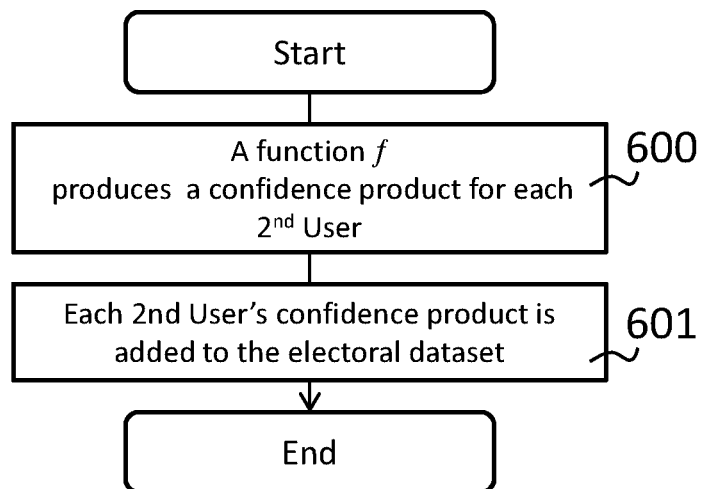 Start
A function f
produces a confidence product for each
2nd User
600
Each 2nd User's confidence product is
added to the electoral dataset
601
End